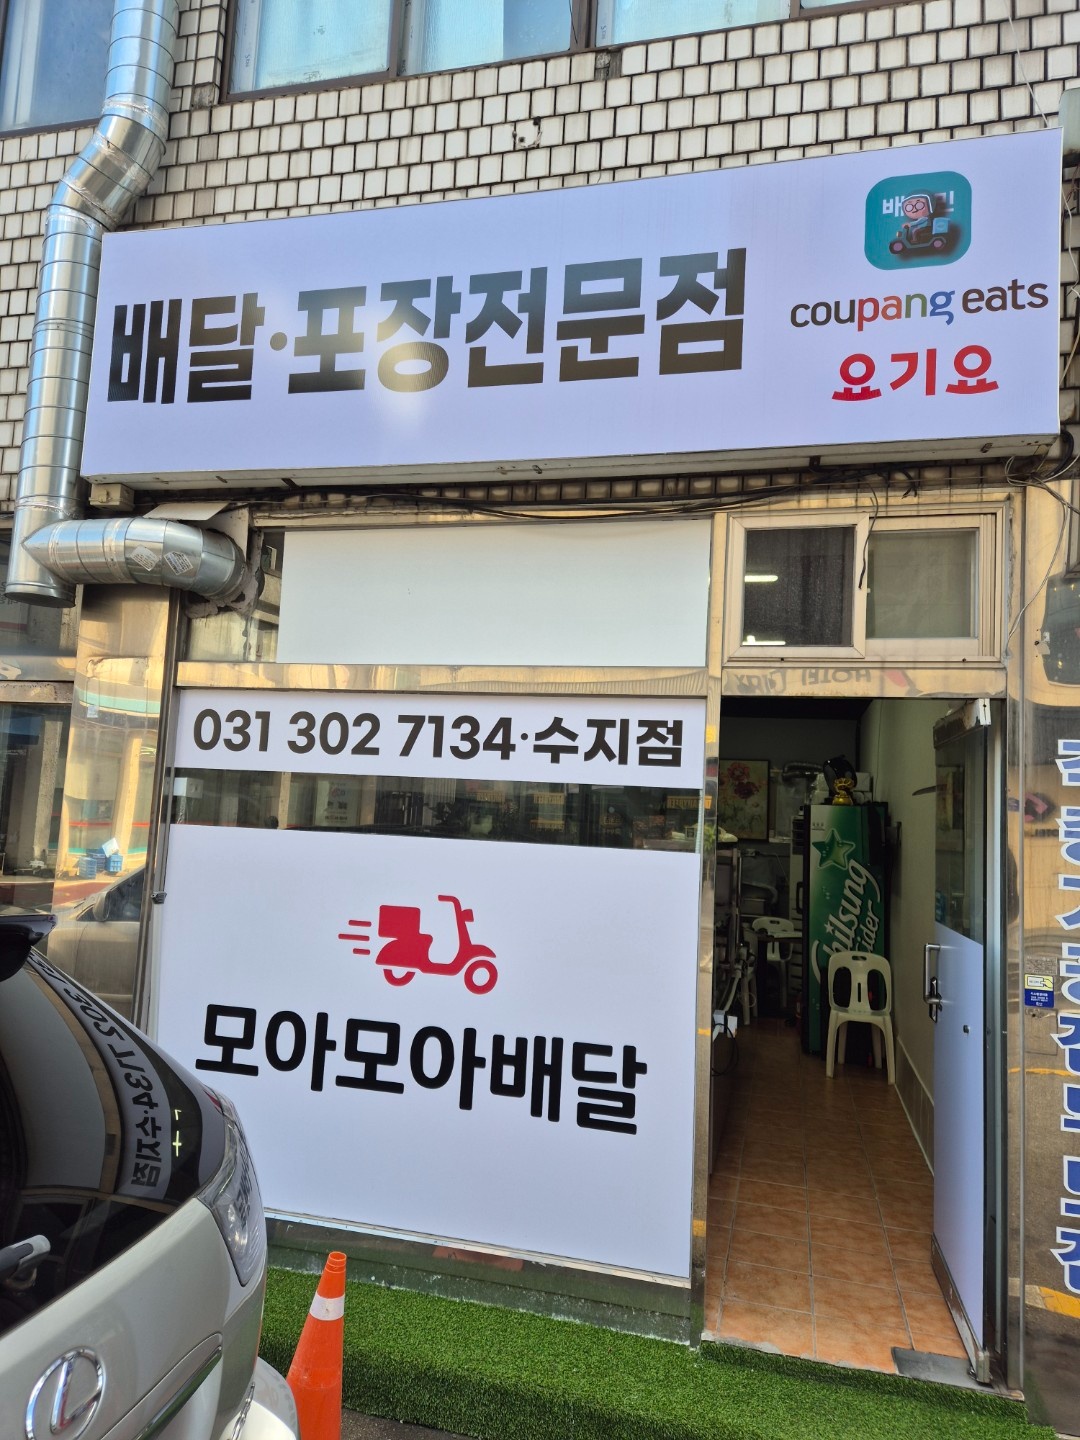 배달·포장전문점
coupang eats
요기요
031 302 7134·수지점
Chilsung
모아모아배달